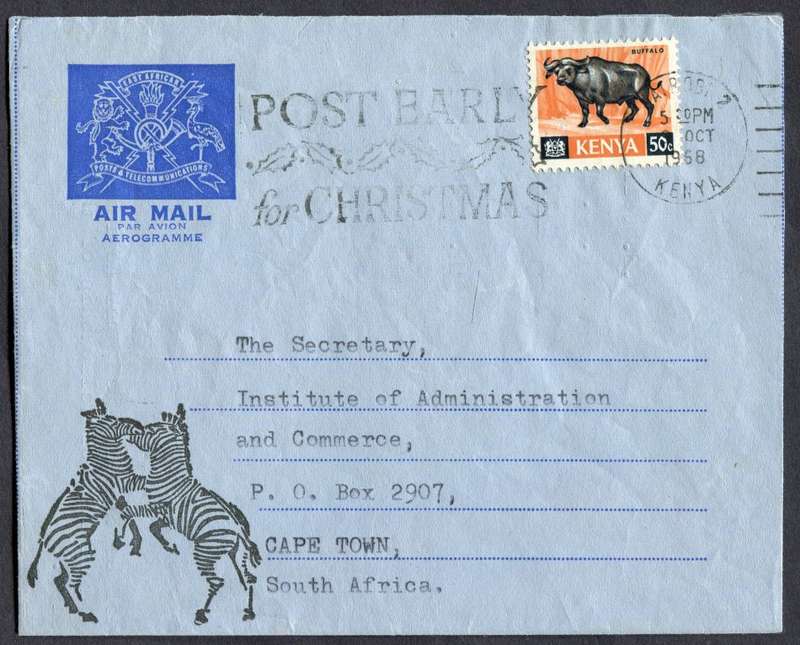 EAST AFRICAN
POSTS & TELECOMMUNICATIONS
AIR MAIL
PAR AVION
AEROGRAMME
POST EARLY
for CHRISTMAS
BUFFALO
KENYA 50c
5 30PM
OCT
1968
KENYA
The Secretary,
Institute of Administration
and Commerce,
P. O. Box 2907,
CAPE TOWN,
South Africa.